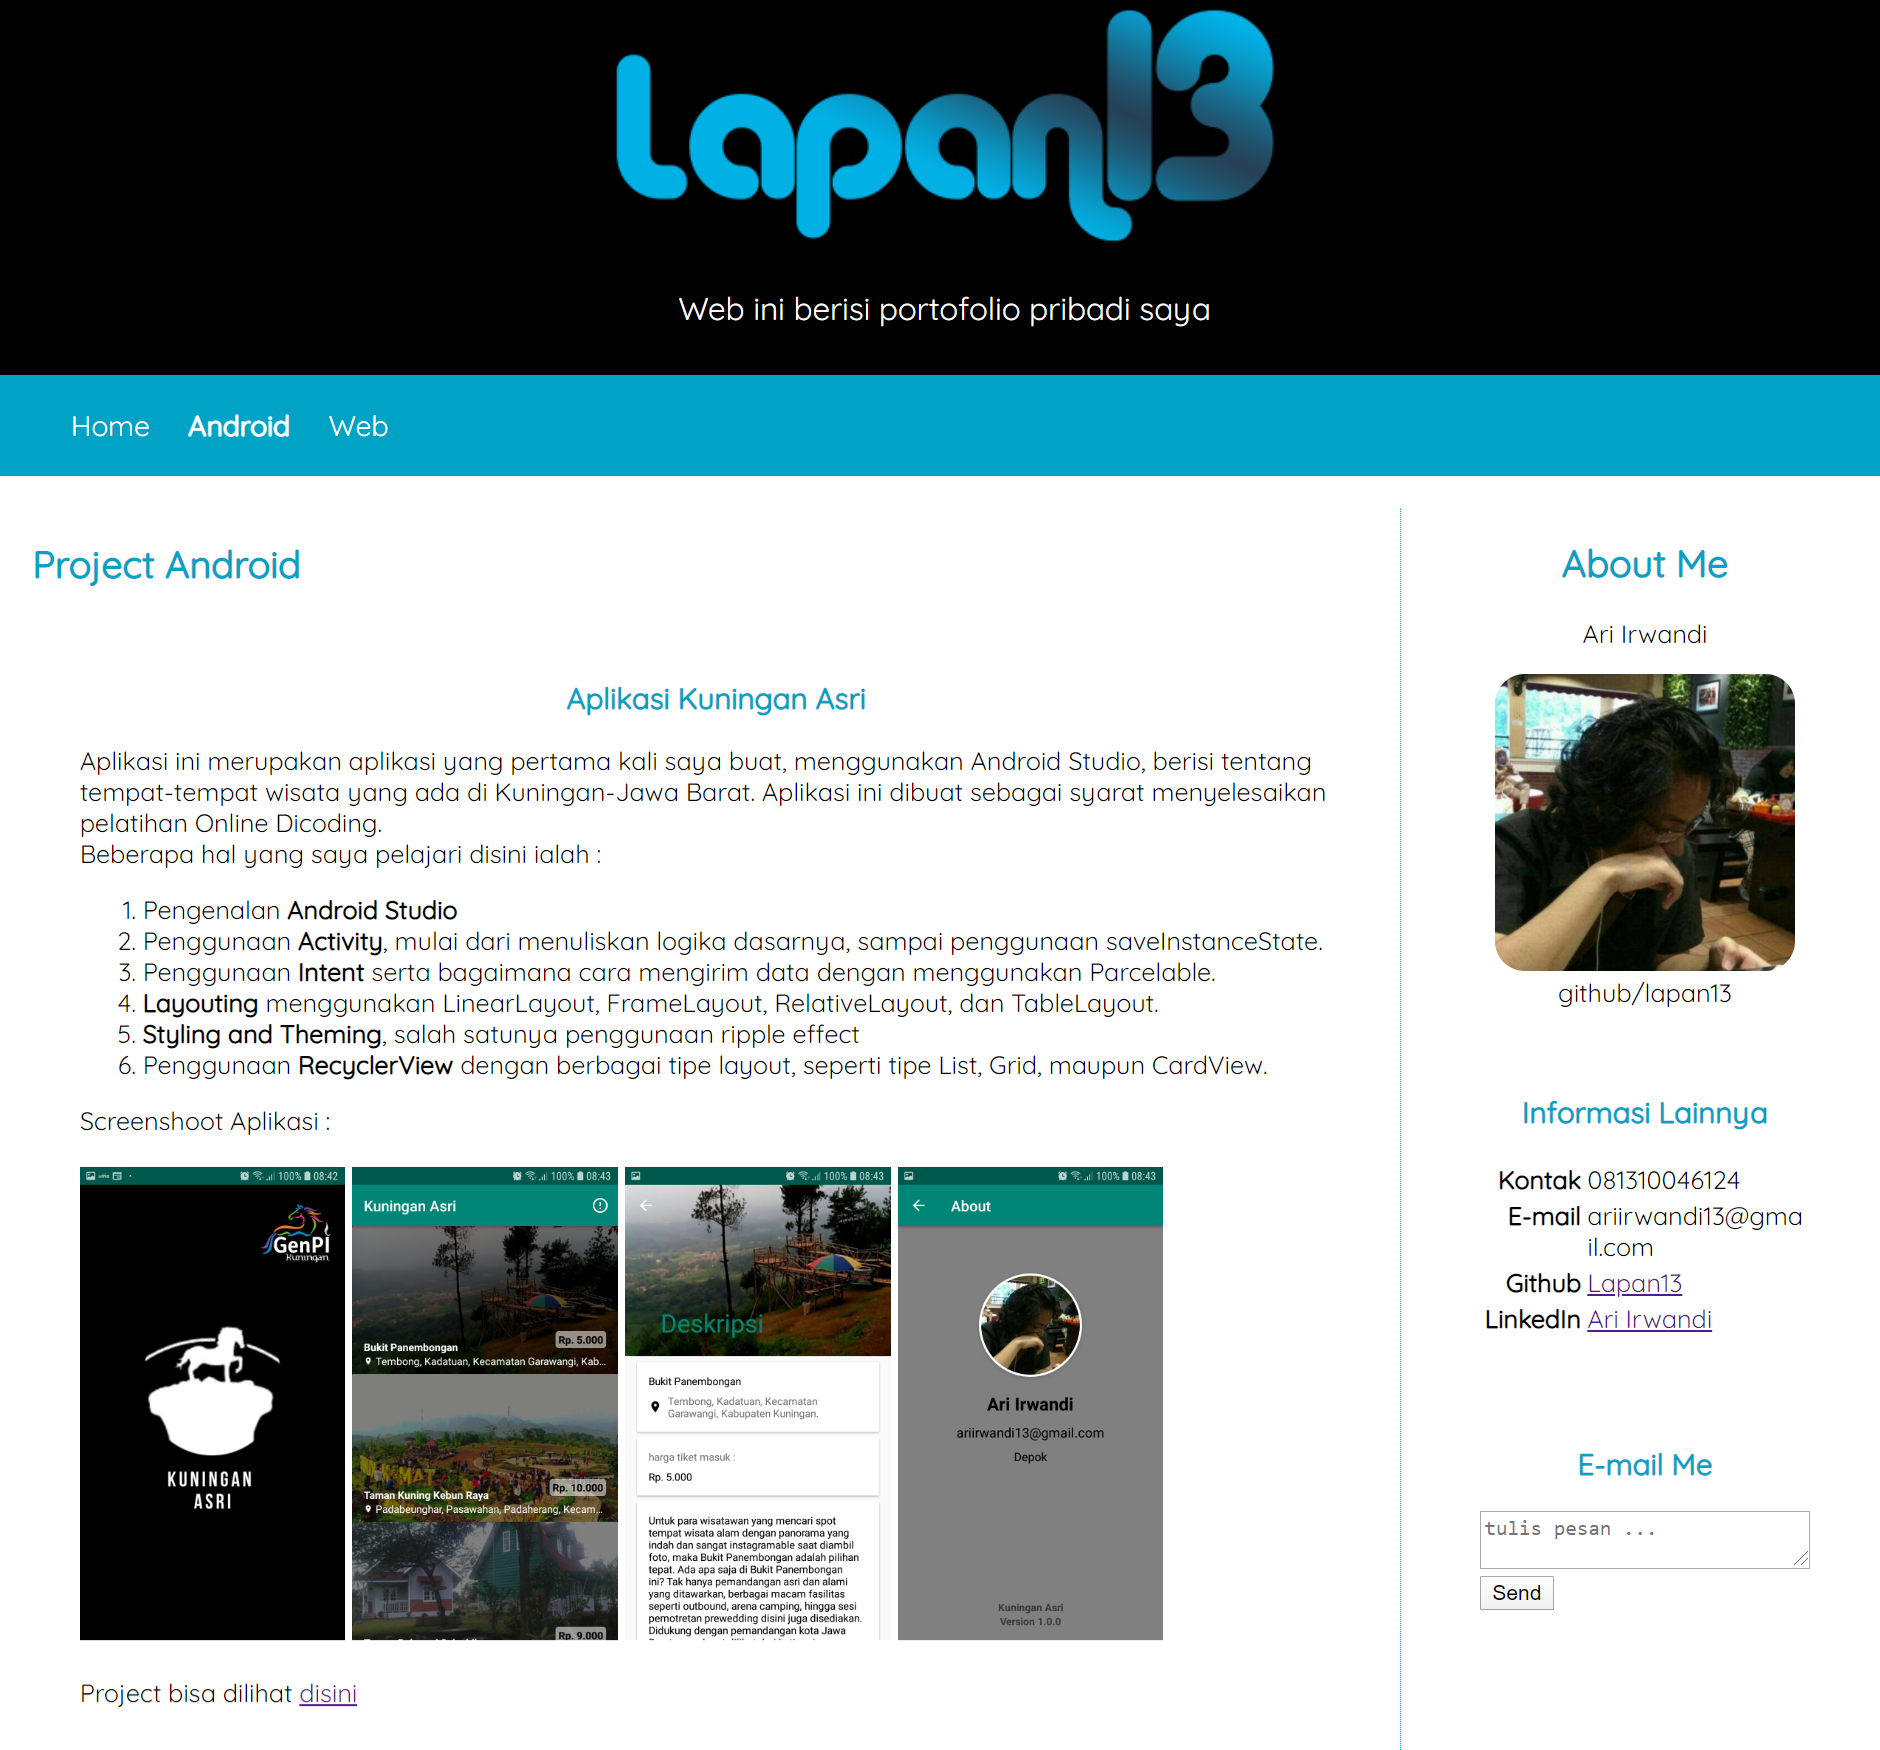 Lapan13
Web ini berisi portofolio pribadi saya
Home Android Web
Project Android
Aplikasi Kuningan Asri
Aplikasi ini merupakan aplikasi yang pertama kali saya buat, menggunakan Android Studio, berisi tentang
tempat-tempat wisata yang ada di Kuningan-Jawa Barat. Aplikasi ini dibuat sebagai syarat menyelesaikan
pelatihan Online Dicoding.
Beberapa hal yang saya pelajari disini ialah :
1. Pengenalan Android Studio
2. Penggunaan Activity, mulai dari menuliskan logika dasarnya, sampai penggunaan saveInstanceState.
3. Penggunaan Intent serta bagaimana cara mengirim data dengan menggunakan Parcelable.
4. Layouting menggunakan LinearLayout, FrameLayout, RelativeLayout, dan TableLayout.
5. Styling and Theming, salah satunya penggunaan ripple effect
6. Penggunaan RecyclerView dengan berbagai tipe layout, seperti tipe List, Grid, maupun CardView.
Screenshoot Aplikasi :
100% 08:42
GenPI
Kuningan
KUNINGAN
ASRI
100% 08:43
Kuningan Asri
Rp. 5.000
Bukit Panembongan
Tembong, Kadatuan, Kecamatan Garawangi, Kab...
Rp. 10.000
Taman Kuning Kebun Raya
Padabeunghar, Pasawahan, Padaherang, Kecam...
Rp. 9.000
100% 08:43
Deskripsi
Bukit Panembongan
Tembong, Kadatuan, Kecamatan
Garawangi, Kabupaten Kuningan.
harga tiket masuk :
Rp. 5.000
Untuk para wisatawan yang mencari spot
tempat wisata alam dengan panorama yang
indah dan sangat instagramable saat diambil
foto, maka Bukit Panembongan adalah pilihan
tepat. Ada apa saja di Bukit Panembongan
ini? Tak hanya pemandangan asri dan alami
yang ditawarkan, berbagai macam fasilitas
seperti outbound, arena camping, hingga sesi
pemotretan prewedding disini juga disediakan.
Didukung dengan pemandangan kota Jawa
100% 08:43
About
Ari Irwandi
ariirwandi13@gmail.com
Depok
Kuningan Asri
Version 1.0.0
Project bisa dilihat disini
About Me
Ari Irwandi
github/lapan13
Informasi Lainnya
Kontak 081310046124
E-mail ariirwandi13@gma
il.com
Github Lapan13
LinkedIn Ari Irwandi
E-mail Me
tulis pesan ...
Send